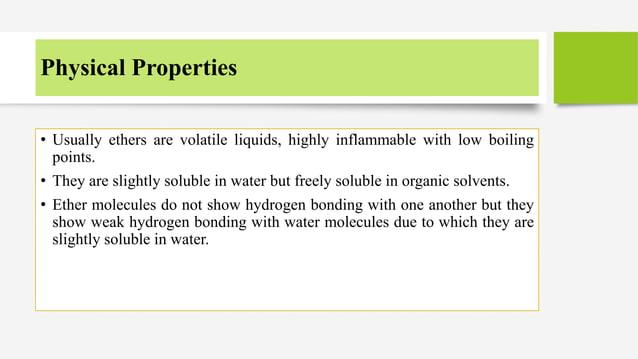 Physical Properties
• Usually ethers are volatile liquids, highly inflammable with low boiling
points.
• They are slightly soluble in water but freely soluble in organic solvents.
• Ether molecules do not show hydrogen bonding with one another but they
show weak hydrogen bonding with water molecules due to which they are
slightly soluble in water.